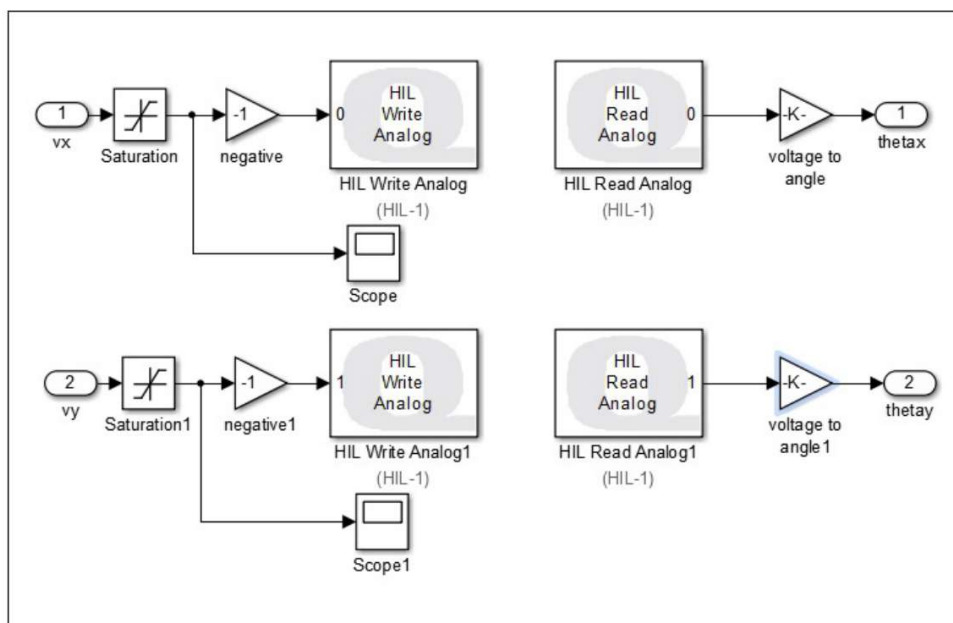 1
vx
Saturation
-1
negative
0
HIL
Write
Analog
HIL Write Analog
(HIL-1)
Scope
HIL
Read
Analog
0
HIL Read Analog
(HIL-1)
-K-
voltage to
angle
1
thetax
2
vy
Saturation1
-1
negative1
1
HIL
Write
Analog
HIL Write Analog1
(HIL-1)
Scope1
HIL
Read
Analog
1
HIL Read Analog1
(HIL-1)
-K-
voltage to
angle1
2
thetay